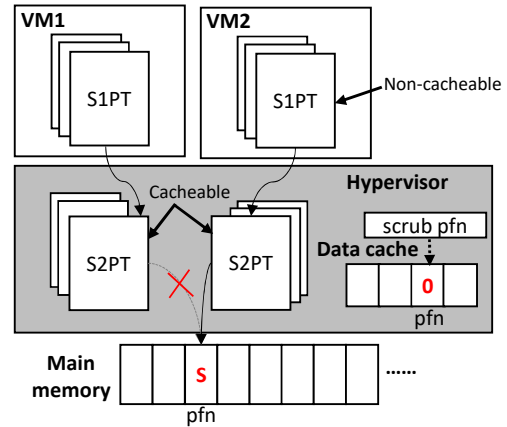 VM1
VM2
S1PT
S1PT
Non-cacheable
Cacheable
Hypervisor
scrub pfn
Data cache
S2PT
S2PT
0
pfn
Main
memory
S
......
pfn